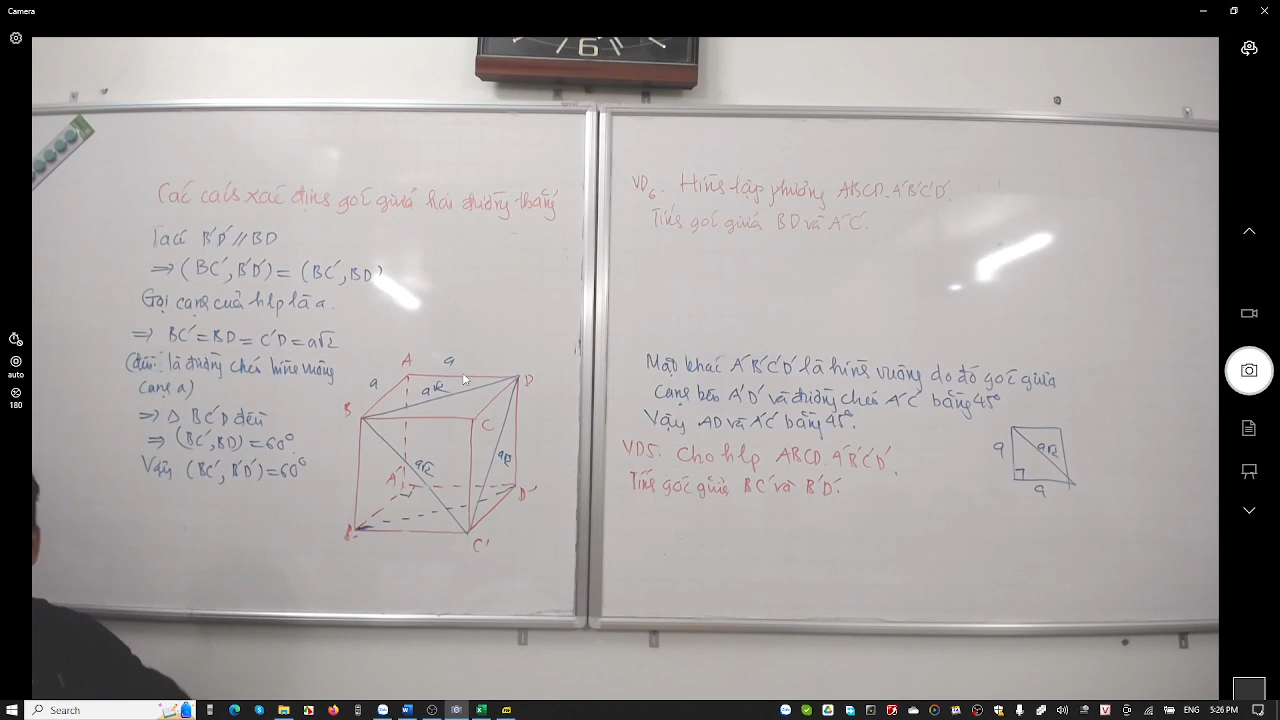 Camera
6
Các cách xác định góc giữa hai đường thẳng
Ta có B'D' // BD
⇒ (BC', B'D') = (BC', BD)
Gọi cạnh của hlp là a.
⇒ BC' = BD = C'D = a√2
(đều là đường chéo hình vuông
cạnh a)
⇒ Δ BC'D đều
⇒ (BC', BD) = 60°
Vậy (BC', B'D') = 60°
A
a
a
D
a√2
B
C
a√2
a√2
A'
D'
B'
C'
VD6. Hình lập phương ABCD.A'B'C'D'.
Tính góc giữa BD và A'C'.
Mặt khác A'B'C'D' là hình vuông do đó góc giữa
cạnh bên A'D' và đường chéo A'C' bằng 45°
Vậy AD và A'C' bằng 45°.
VD5. Cho hlp ABCD.A'B'C'D'.
Tính góc giữa BC' và B'D'.
a
a√2
a
180
Search
ENG
5:26 PM